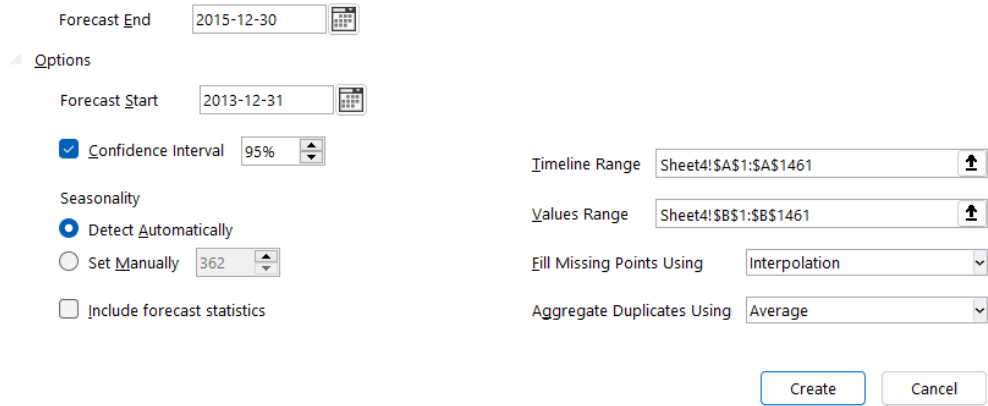 Forecast End 2015-12-30
Options
Forecast Start 2013-12-31
Confidence Interval 95%
Seasonality
Detect Automatically
Set Manually 362
Include forecast statistics
Timeline Range Sheet4!$A$1:$A$1461
Values Range Sheet4!$B$1:$B$1461
Fill Missing Points Using Interpolation
Aggregate Duplicates Using Average
Create Cancel